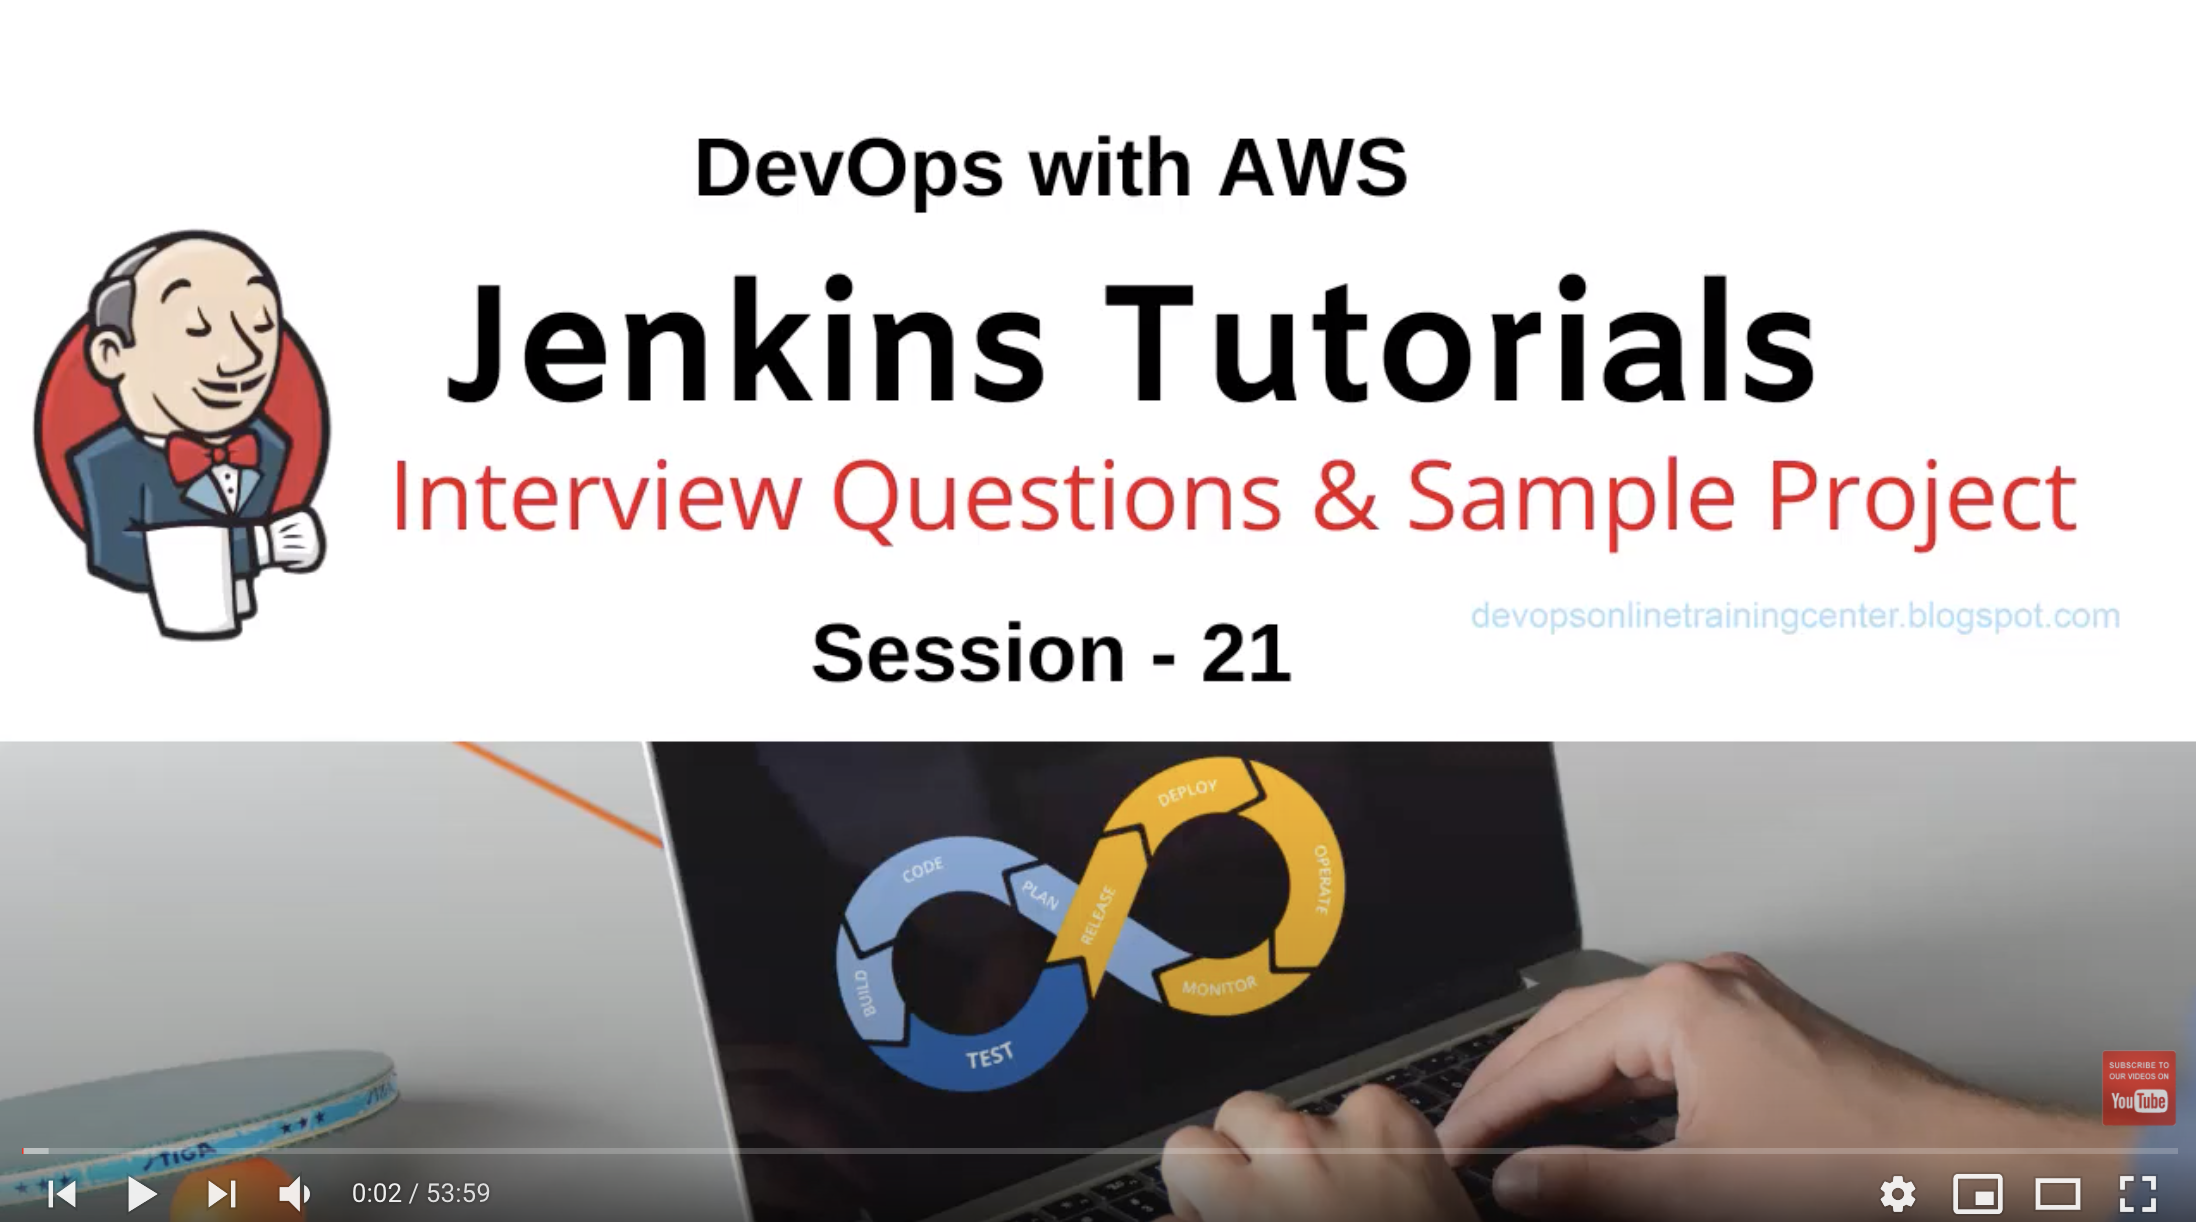 DevOps with AWS
Jenkins Tutorials
Interview Questions & Sample Project
devopsonlinetrainingcenter.blogspot.com
Session - 21
DEPLOY
CODE
PLAN
OPERATE
RELEASE
BUILD
MONITOR
TEST
SUBSCRIBE TO
OUR VIDEOS ON
YouTube
STIGA
0:02 / 53:59